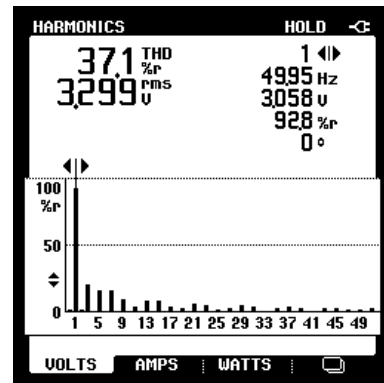 HARMONICS HOLD
37.1 THD %r
3.299 rms V
1
49.95 Hz
3.058 V
92.8 %r
0 °
100
%r
50
0
1 5 9 13 17 21 25 29 33 37 41 45 49
VOLTS AMPS WATTS